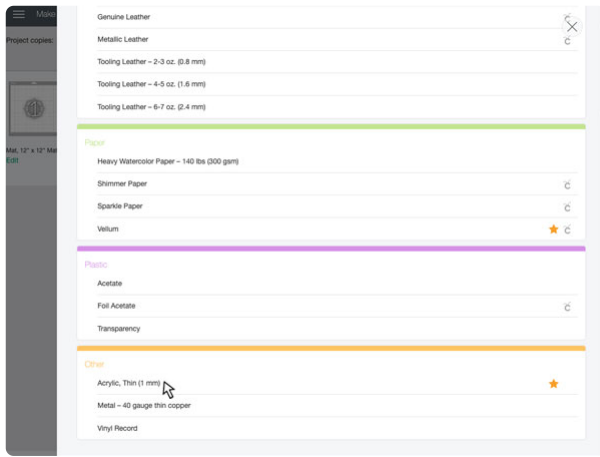 Make
Genuine Leather
Project copies:
Metallic Leather
Tooling Leather – 2-3 oz. (0.8 mm)
Tooling Leather – 4-5 oz. (1.6 mm)
Tooling Leather – 6-7 oz. (2.4 mm)
Paper
Mat, 12" x 12" Mat
Edit
Heavy Watercolor Paper – 140 lbs (300 gsm)
Shimmer Paper
Sparkle Paper
Vellum
Plastic
Acetate
Foil Acetate
Transparency
Other
Acrylic, Thin (1 mm)
Metal – 40 gauge thin copper
Vinyl Record